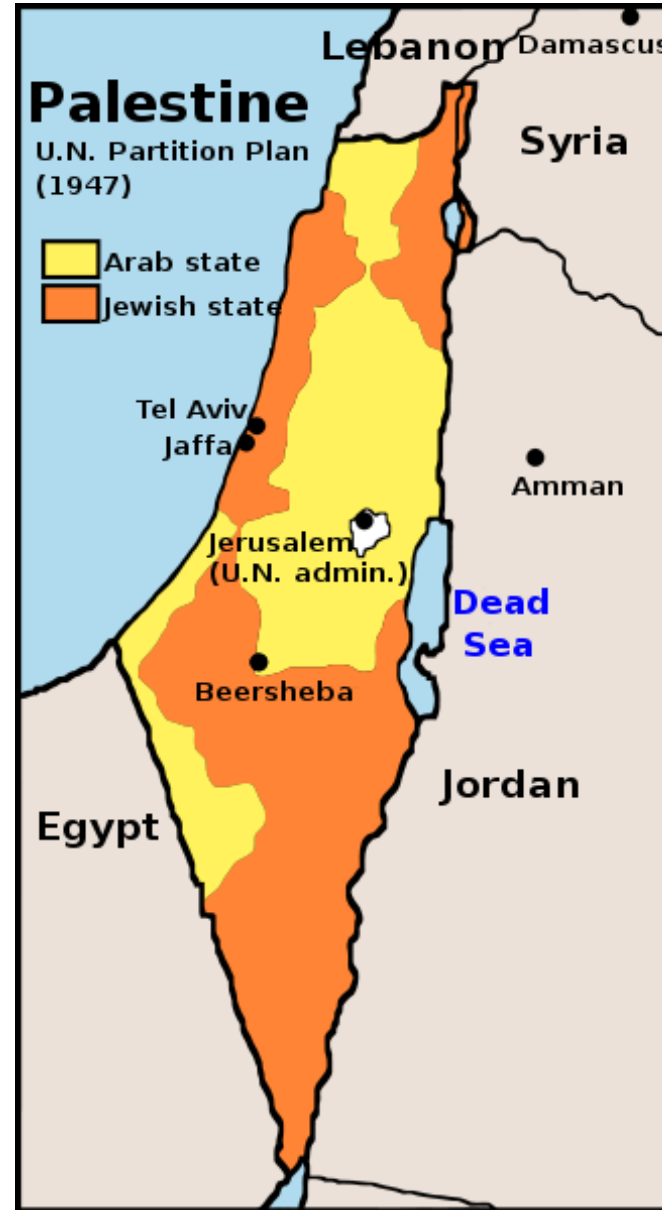 Lebanon
Damascus
Palestine
U.N. Partition Plan
(1947)
Syria
Arab state
Jewish state
Tel Aviv
Jaffa
Amman
Jerusalem
(U.N. admin.)
Dead
Sea
Beersheba
Jordan
Egypt